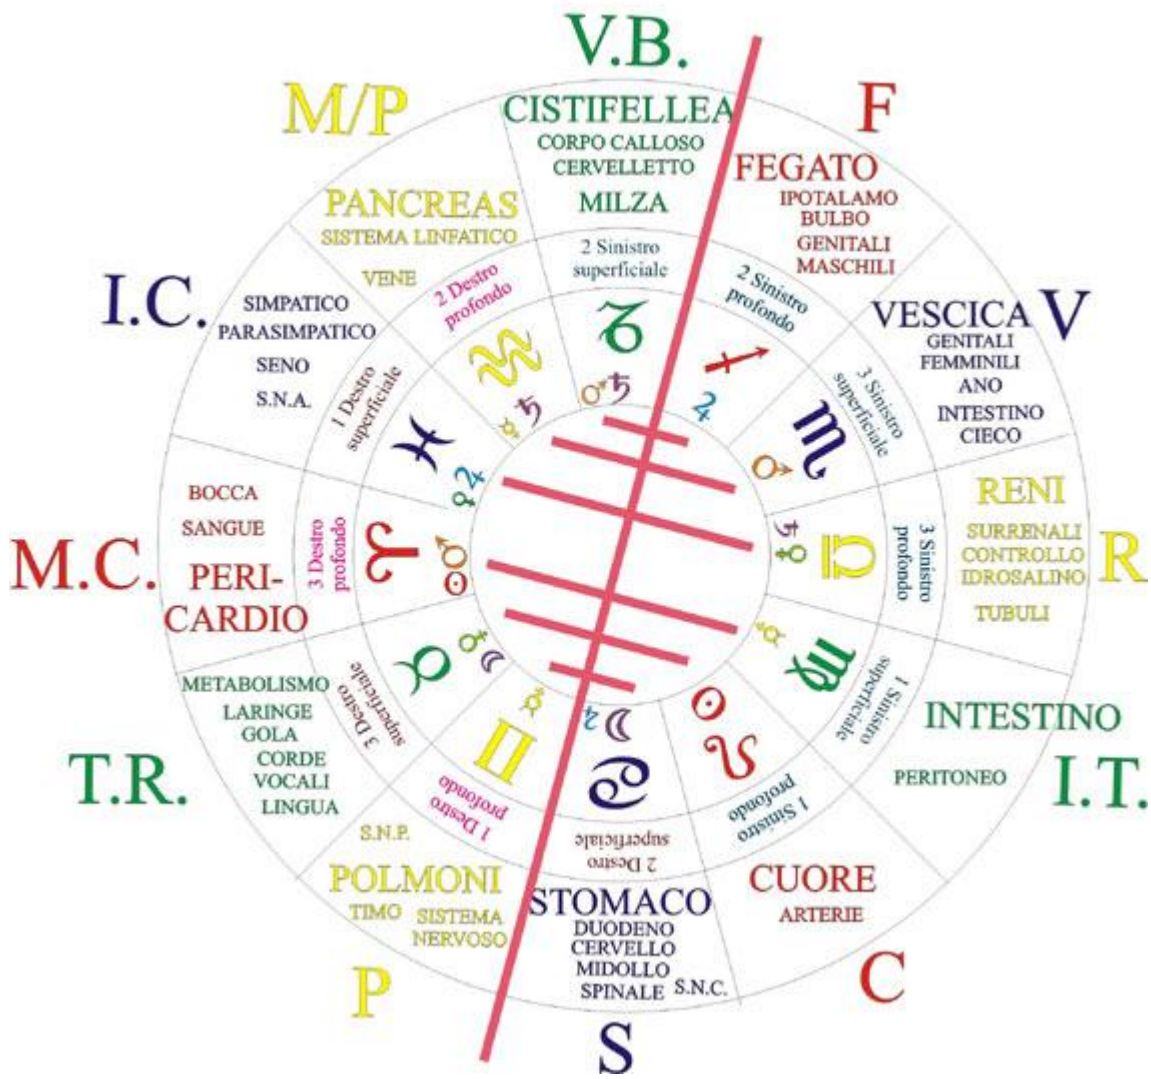 V.B.
CISTIFELLEA
CORPO CALLOSO
CERVELLETTO
MILZA
2 Sinistro
superficiale
F
FEGATO
IPOTALAMO
BULBO
GENITALI
MASCHILI
2 Sinistro
profondo
V
VESCICA
GENITALI
FEMMINILI
ANO
INTESTINO
CIECO
3 Sinistro
superficiale
R
RENI
SURRENALI
CONTROLLO
IDROSALINO
TUBULI
3 Sinistro
profondo
I.T.
INTESTINO
PERITONEO
1 Sinistro
superficiale
C
CUORE
ARTERIE
1 Sinistro
profondo
S
STOMACO
DUODENO
CERVELLO
MIDOLLO
SPINALE S.N.C.
2 Destro
superficiale
P
S.N.P.
POLMONI
TIMO SISTEMA
NERVOSO
1 Destro
profondo
T.R.
METABOLISMO
LARINGE
GOLA
CORDE
VOCALI
LINGUA
3 Destro
superficiale
M.C.
BOCCA
SANGUE
PERI-
CARDIO
3 Destro
profondo
I.C.
SIMPATICO
PARASIMPATICO
SENO
S.N.A.
1 Destro
superficiale
M/P
PANCREAS
SISTEMA LINFATICO
VENE
2 Destro
profondo